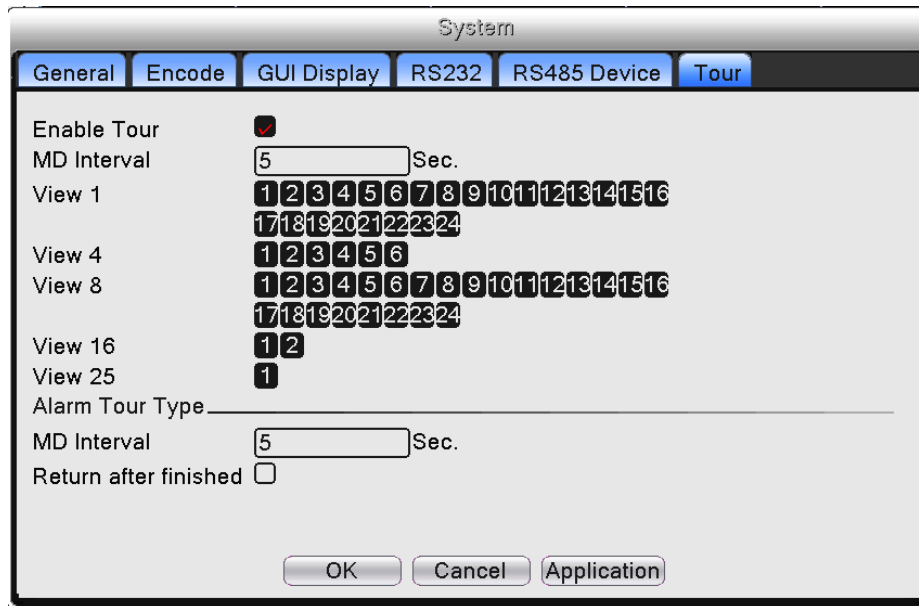 System
General Encode GUI Display RS232 RS485 Device Tour
Enable Tour
MD Interval 5 Sec.
View 1 1 2 3 4 5 6 7 8 9 10 11 12 13 14 15 16
17 18 19 20 21 22 23 24
View 4 1 2 3 4 5 6
View 8 1 2 3 4 5 6 7 8 9 10 11 12 13 14 15 16
17 18 19 20 21 22 23 24
View 16 1 2
View 25 1
Alarm Tour Type
MD Interval 5 Sec.
Return after finished
OK Cancel Application